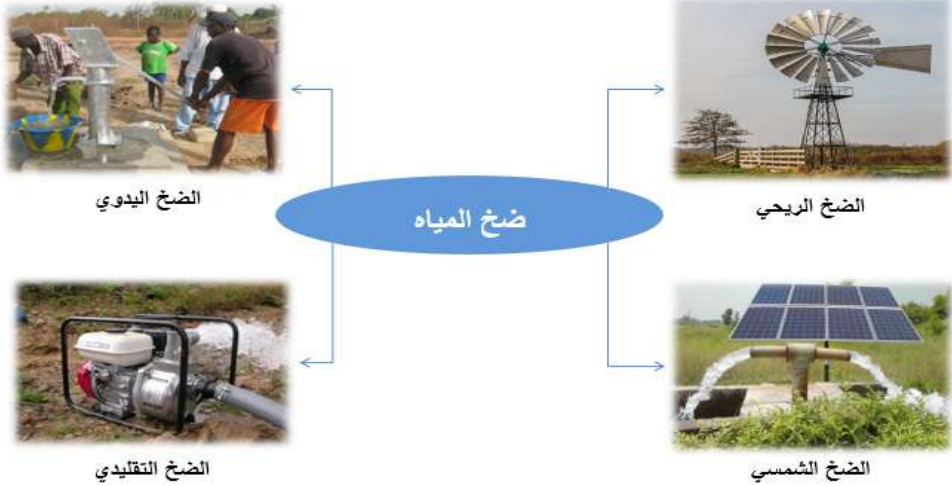 الضخ اليدوي
الضخ الريحي
ضخ المياه
الضخ التقليدي
الضخ الشمسي